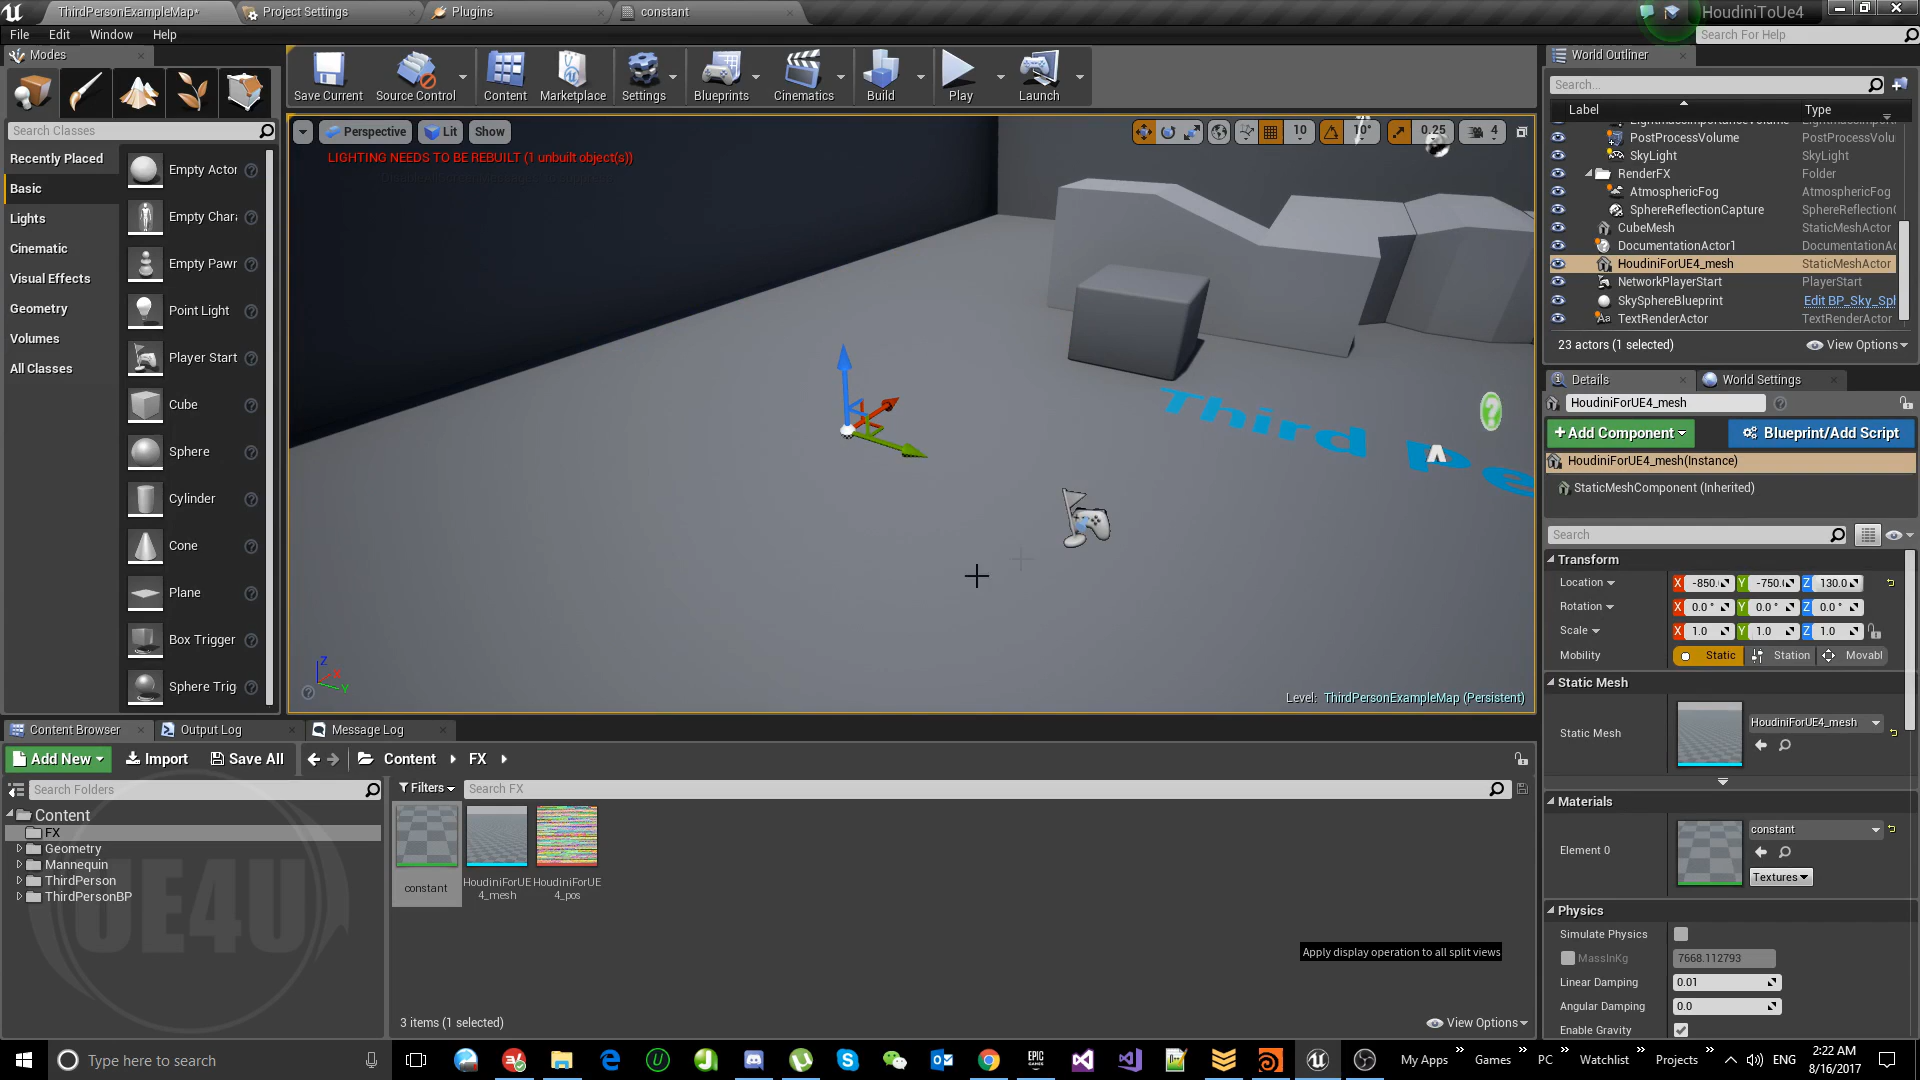 ThirdPersonExampleMap*
Project Settings
Plugins
constant
HoudiniToUe4
File Edit Window Help
Search For Help
Modes
Save Current
Source Control
Content
Marketplace
Settings
Blueprints
Cinematics
Build
Play
Launch
Search Classes
Recently Placed
Basic
Lights
Cinematic
Visual Effects
Geometry
Volumes
All Classes
Empty Actor
Empty Chara
Empty Pawn
Point Light
Player Start
Cube
Sphere
Cylinder
Cone
Plane
Box Trigger
Sphere Trig
Perspective Lit Show
10 10° 0.25 4
LIGHTING NEEDS TO BE REBUILT (1 unbuilt object(s))
Third Pe
Z
X
Y
Level: ThirdPersonExampleMap (Persistent)
World Outliner
Search...
Label Type
PostProcessVolume PostProcessVolu
SkyLight SkyLight
RenderFX Folder
AtmosphericFog AtmosphericFog
SphereReflectionCapture SphereReflectionC
CubeMesh StaticMeshActor
DocumentationActor1 DocumentationAc
HoudiniForUE4_mesh StaticMeshActor
NetworkPlayerStart PlayerStart
SkySphereBlueprint Edit BP_Sky_Sph
TextRenderActor TextRenderActor
23 actors (1 selected) View Options
Details World Settings
HoudiniForUE4_mesh
+Add Component Blueprint/Add Script
HoudiniForUE4_mesh(Instance)
StaticMeshComponent (Inherited)
Search
Transform
Location X -850. Y -750. Z 130.0
Rotation X 0.0 ° Y 0.0 ° Z 0.0 °
Scale X 1.0 Y 1.0 Z 1.0
Mobility Static Station Movabl
Static Mesh
Static Mesh HoudiniForUE4_mesh
Materials
Element 0 constant
Textures
Physics
Simulate Physics
MassInKg 7668.112793
Linear Damping 0.01
Angular Damping 0.0
Enable Gravity
Content Browser Output Log Message Log
Add New Import Save All Content FX
Search Folders
Content
FX
Geometry
Mannequin
ThirdPerson
ThirdPersonBP
UE4U
Filters Search FX
constant
HoudiniForUE4_mesh
HoudiniForUE4_pos
Apply display operation to all split views
3 items (1 selected) View Options
Type here to search
EPIC GAMES
My Apps Games PC Watchlist Projects
ENG
2:22 AM
8/16/2017